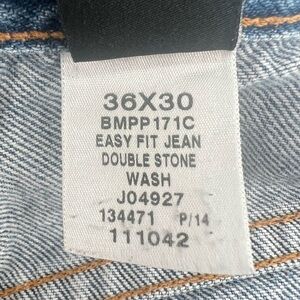 36X30
BMPP171C
EASY FIT JEAN
DOUBLE STONE
WASH
J04927
134471 P/14
111042